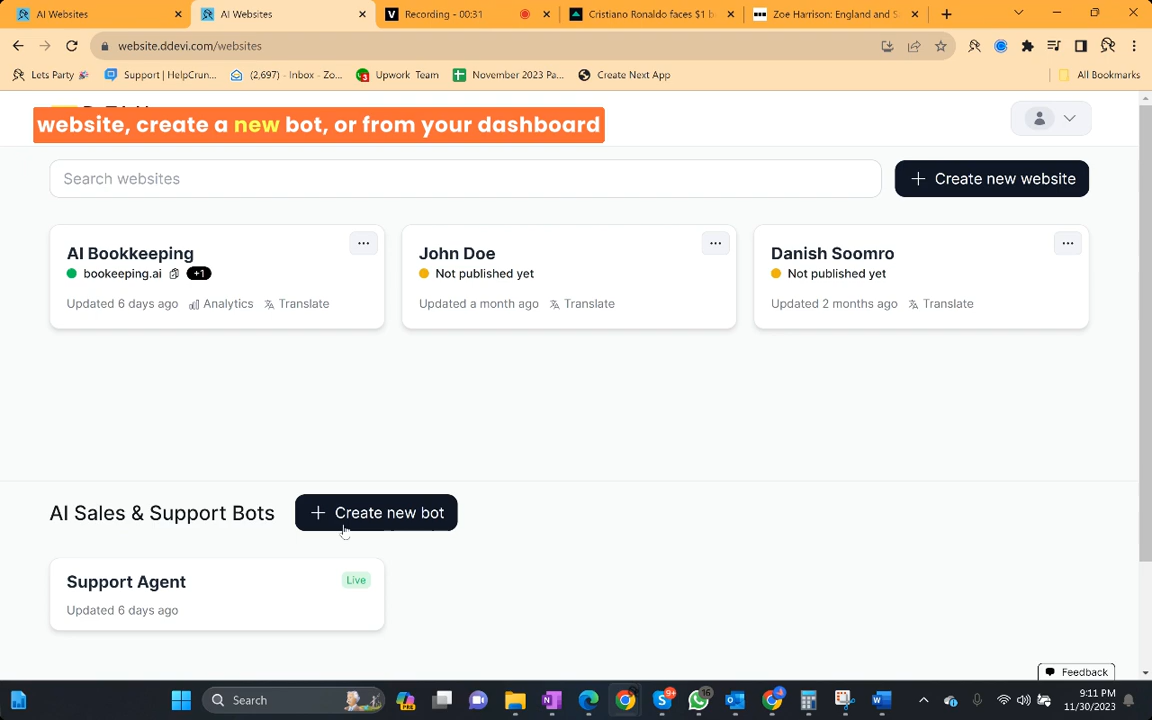 AI Websites
AI Websites
Recording - 00:31
Cristiano Ronaldo faces $1 b
Zoe Harrison: England and S
website.ddevi.com/websites
Lets Party
Support | HelpCrun...
(2,697) - Inbox - Zo...
Upwork Team
November 2023 Pa...
Create Next App
All Bookmarks
website, create a new bot, or from your dashboard
Search websites
+ Create new website
AI Bookkeeping
bookeeping.ai +1
Updated 6 days ago Analytics Translate
John Doe
Not published yet
Updated a month ago Translate
Danish Soomro
Not published yet
Updated 2 months ago Translate
AI Sales & Support Bots
+ Create new bot
Support Agent
Live
Updated 6 days ago
Feedback
Search
9:11 PM
11/30/2023